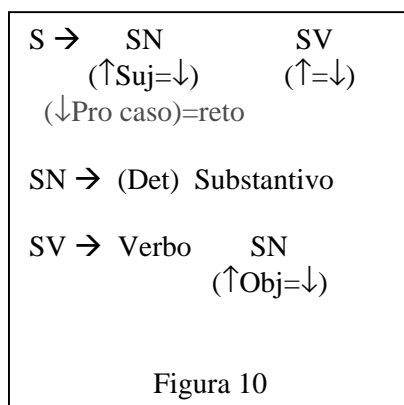 S → SN SV
(↑Suj=↓) (↑=↓)
(↓Pro caso)=reto
SN → (Det) Substantivo
SV → Verbo SN
(↑Obj=↓)
Figura 10